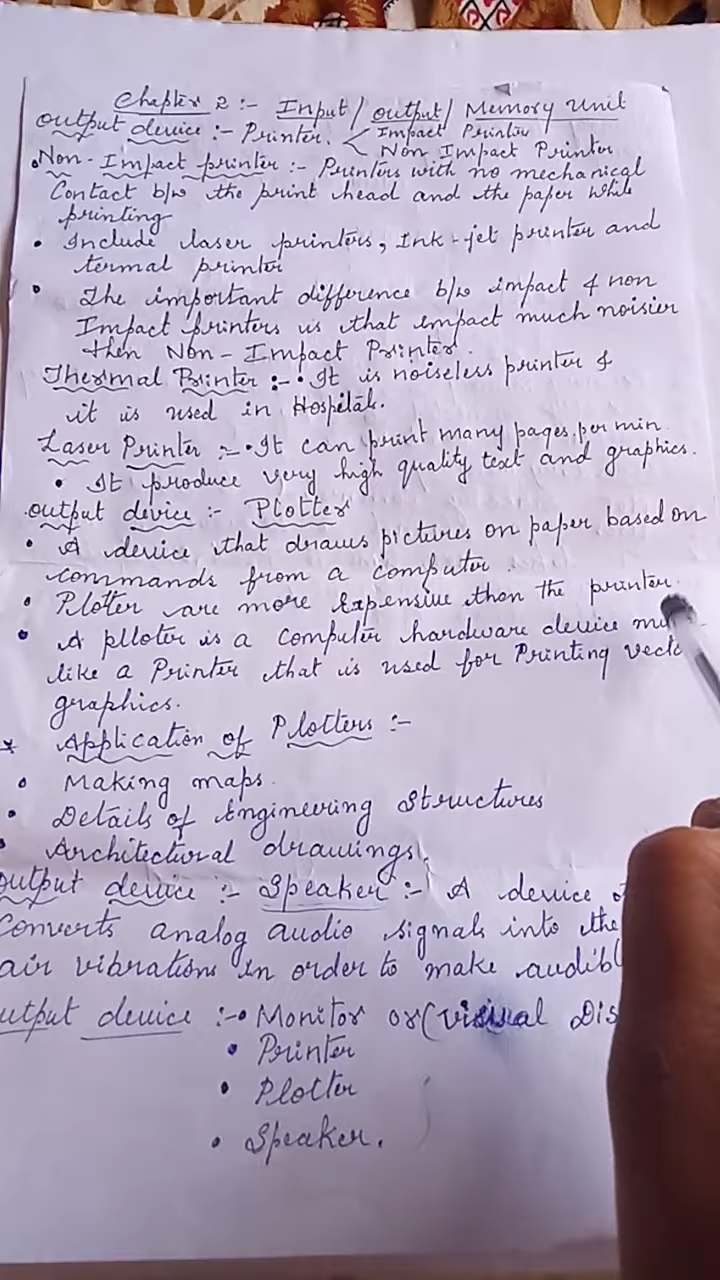 Chapter 2 :- Input / output / Memory Unit
output device :- Printer. < Impact Printer
< Non Impact Printer
• Non - Impact printer :- Printers with no mechanical
Contact b/w the print head and the paper while
printing
• Include laser printers, Ink-jet printer and
termal printer
• The important difference b/w impact & non
Impact printers is that impact much noisier
then Non - Impact Printer.
Thermal Printer :- • It is noiseless printer &
it is used in Hospitals.
Laser Printer :- • It can print many pages per min
• It produce very high quality text and graphics.
output device :- Plotter
• A device that draws pictures on paper based on
commands from a computer.
• Plotter are more Expensive than the printer.
• A plloter is a computer hardware device
like a Printer that is used for Printing
graphics.
* Application of Plotters :-
• Making maps.
• Details of Engineering Structures
• Architectural drawings.
output device :- Speaker :- A device
Converts analog audio signals into the
air vibrations in order to make
output device :- • Monitor or (visual
• Printer
• Plotter
• Speaker.